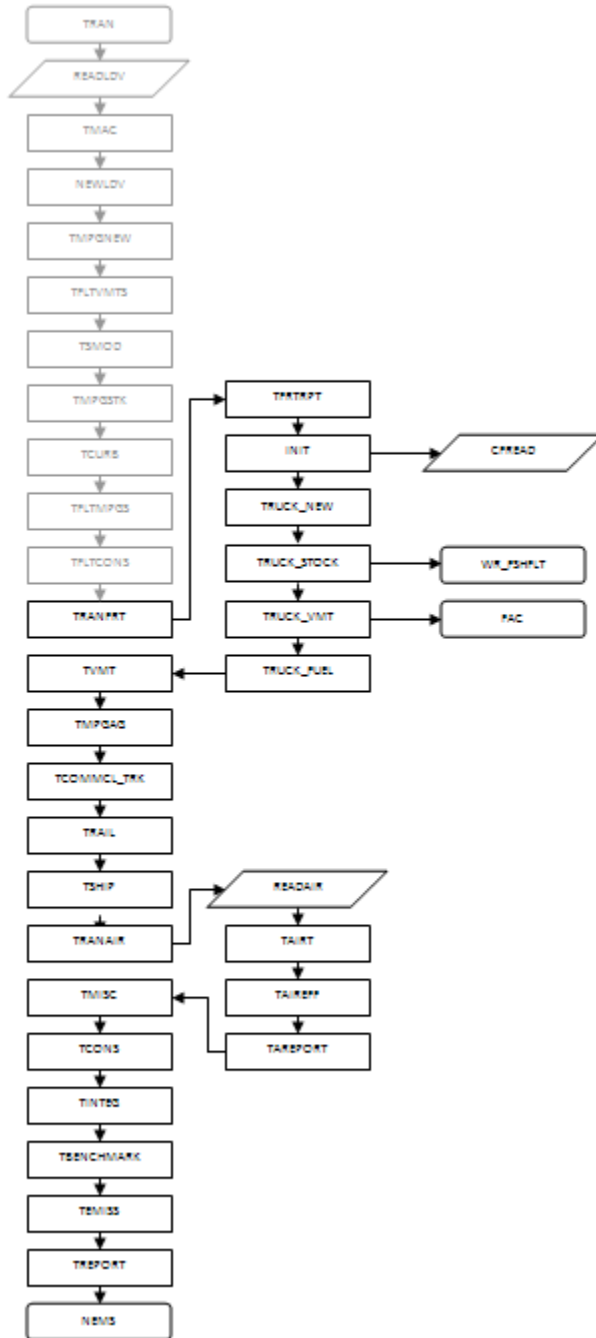 TRAN
READLDV
TMAC
NEWLDV
TMPGNEW
TFLTVMTS
TSMOD
TMPGSTK
TCURB
TFLTMPGS
TFLTCONS
TRANFRT
TFRTRPT
INIT
CFREAD
TRUCK_NEW
TRUCK_STOCK
WR_FSHFLT
TRUCK_VMT
FAC
TRUCK_FUEL
TVMT
TMPGAG
TCOMMCL_TRK
TRAIL
TSHIP
TRANAIR
READAIR
TAIRT
TAIREFF
TAREPORT
TMISC
TCONS
TINTEG
TBENCHMARK
TEMISS
TREPORT
NEMS